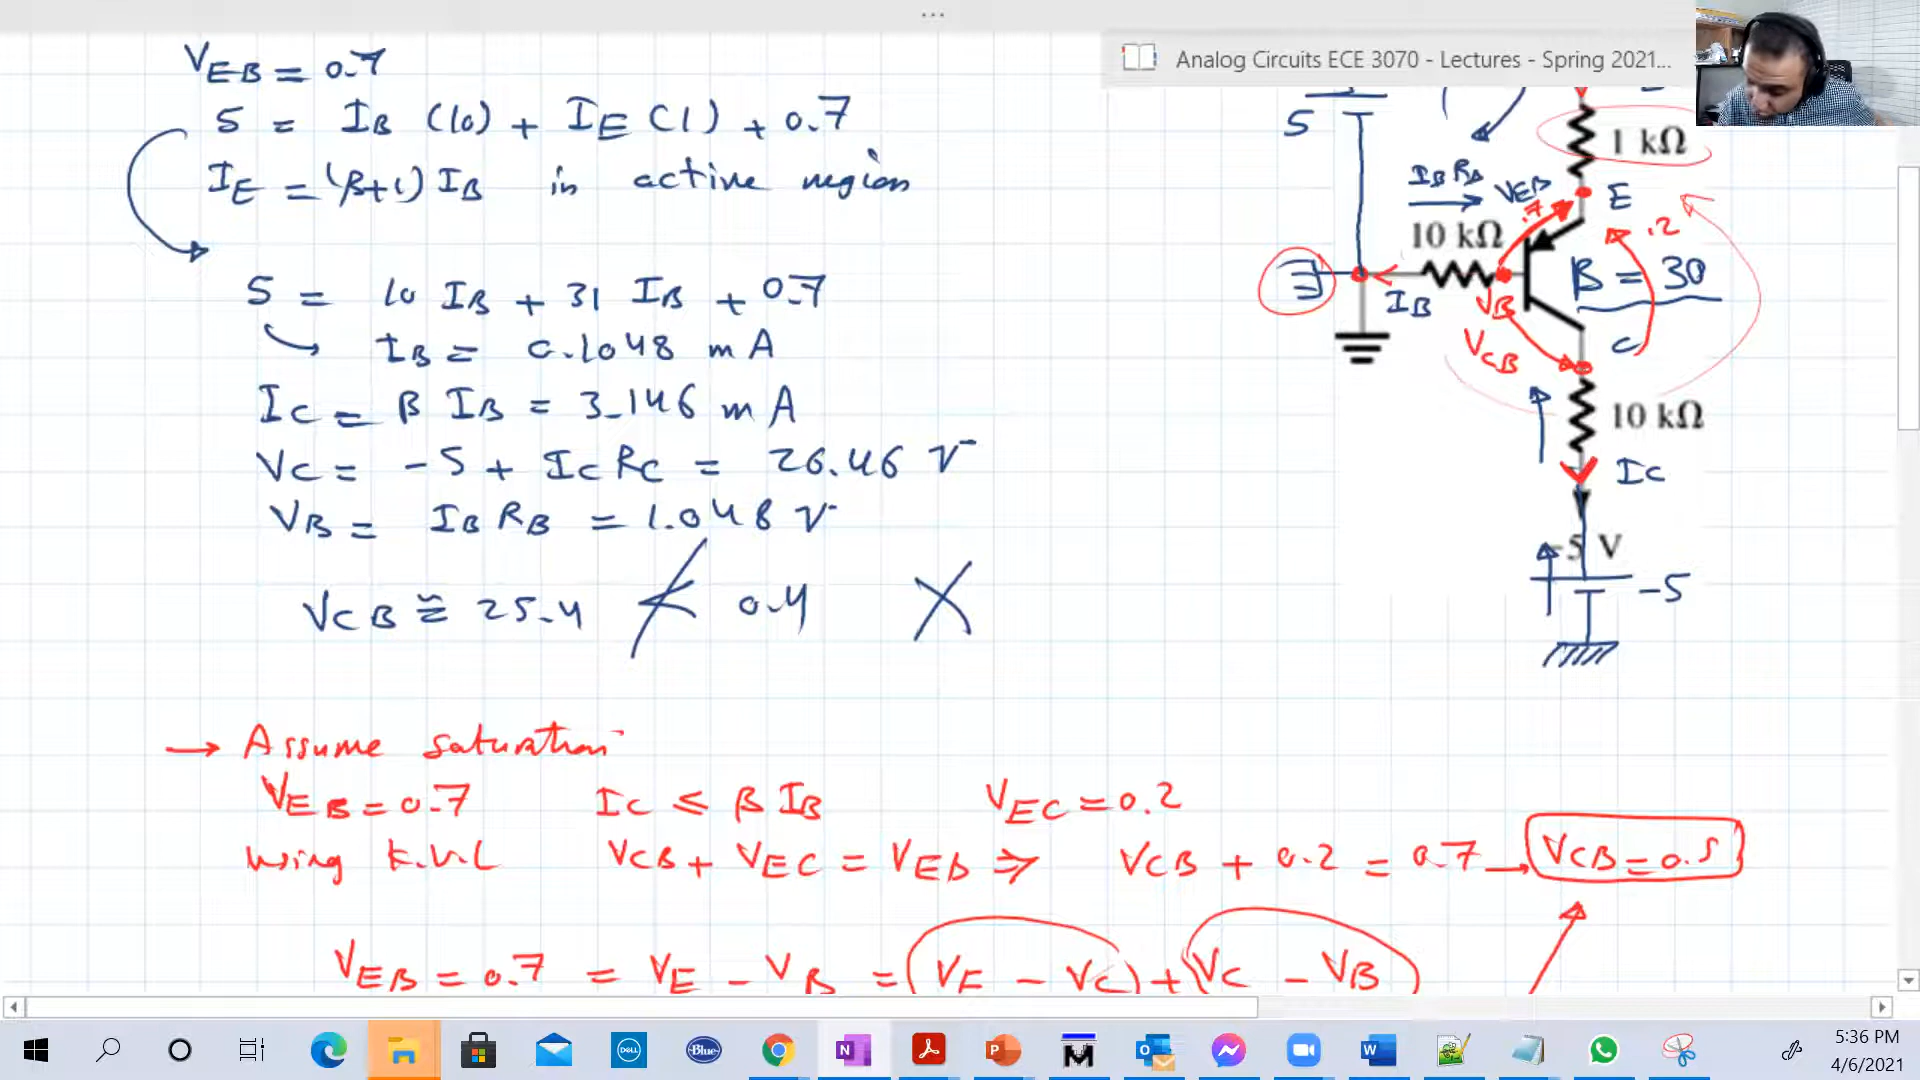 VEB = 0.7
5 = IB (10) + IE (1) + 0.7
IE = (β+1) IB in active region
5 = 10 IB + 31 IB + 0.7
IB = 0.1048 mA
IC = β IB = 3.146 mA
VC = -5 + IC RC = 26.46 V
VB = IB RB = 1.048 V
VCB ≅ 25.4 ≮ 0.4 X
→ Assume saturation
VEB = 0.7 IC ≤ β IB VEC = 0.2
using K.V.L VCB + VEC = VEB ⇒ VCB + 0.2 = 0.7 → VCB = 0.5
VEB = 0.7 = VE - VB = (VE - VC) + (VC - VB)
Analog Circuits ECE 3070 - Lectures - Spring 2021...
5
1 kΩ
IB RB
VEB
.7
E
.2
10 kΩ
β = 30
IB
VB
VCB
C
10 kΩ
IC
-5 V
-5
DELL
Blue
5:36 PM
4/6/2021